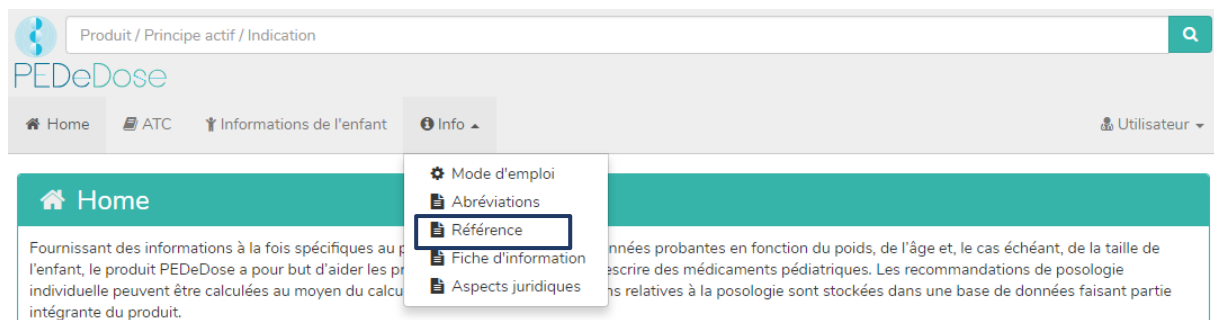 Produit / Principe actif / Indication
PEDeDose
Home ATC Informations de l'enfant Info Utilisateur
Mode d'emploi
Abréviations
Référence
Fiche d'information
Aspects juridiques
Home
Fournissant des informations à la fois spécifiques au p nnées probantes en fonction du poids, de l'âge et, le cas échéant, de la taille de
l'enfant, le produit PEDeDose a pour but d'aider les pr escrire des médicaments pédiatriques. Les recommandations de posologie
individuelle peuvent être calculées au moyen du calcu ns relatives à la posologie sont stockées dans une base de données faisant partie
intégrante du produit.